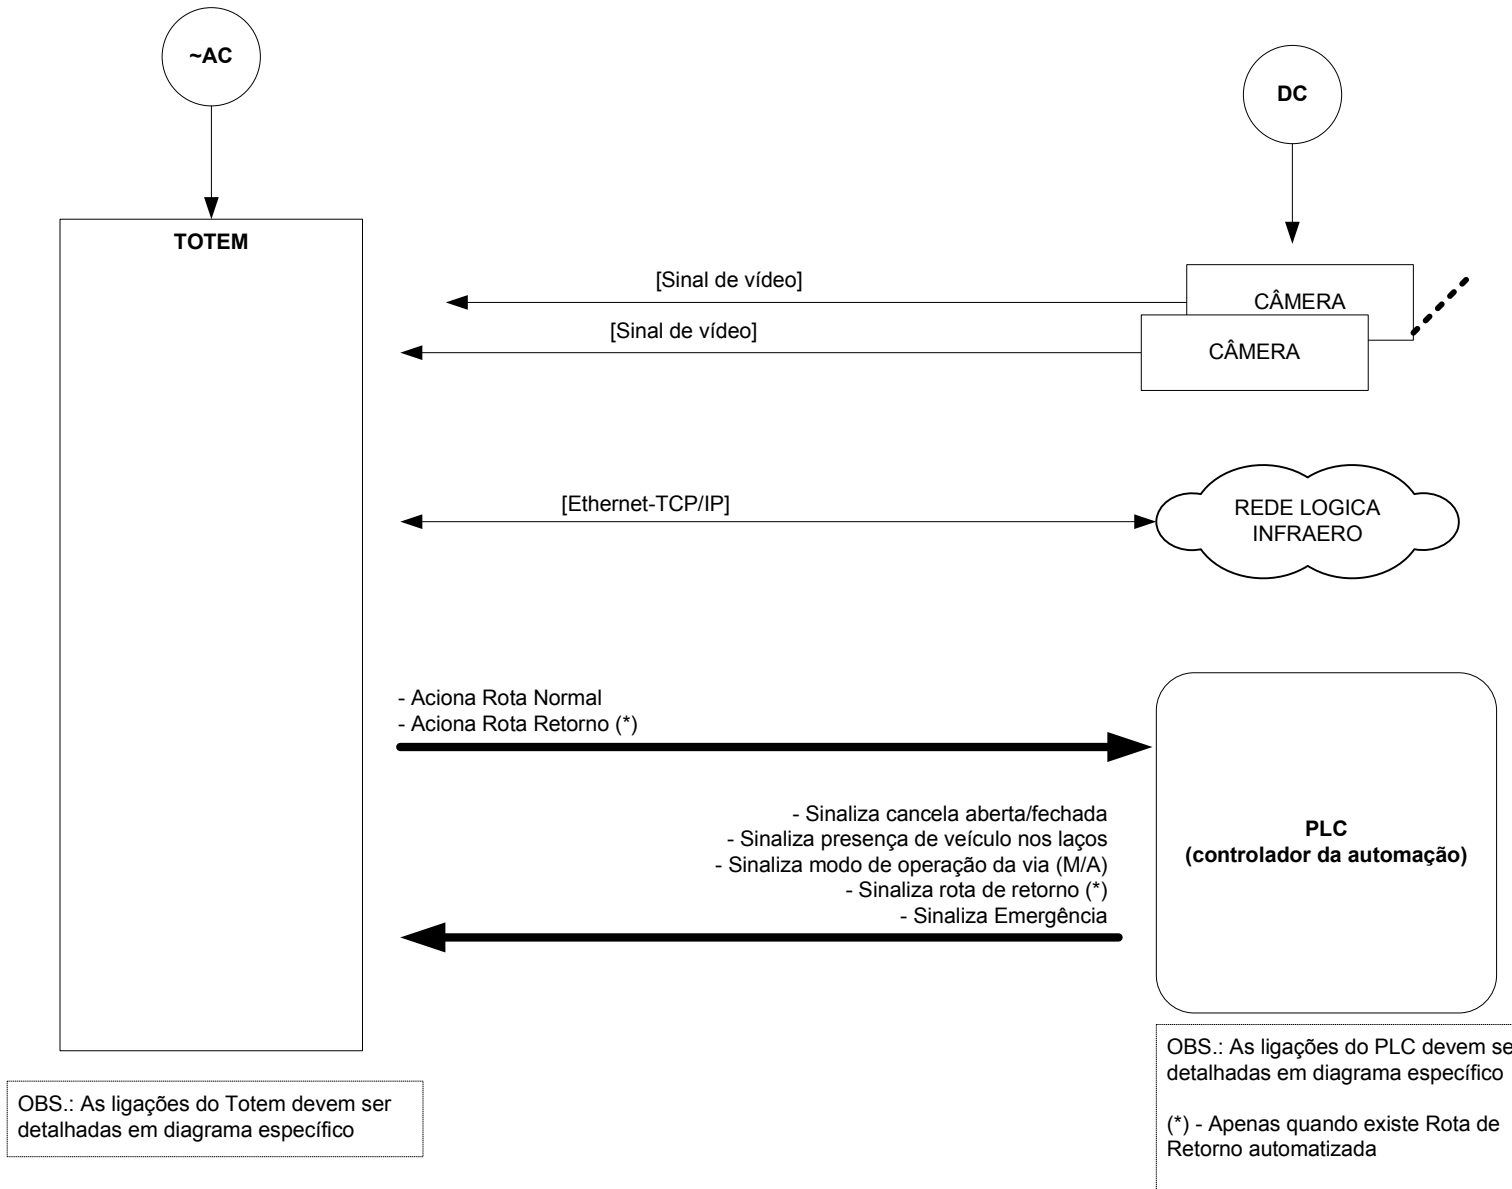 ~AC
DC
TOTEM
[Sinal de vídeo]
CÂMERA
[Sinal de vídeo]
CÂMERA
[Ethernet-TCP/IP]
REDE LOGICA
INFRAERO
- Aciona Rota Normal
- Aciona Rota Retorno (*)
- Sinaliza cancela aberta/fechada
- Sinaliza presença de veículo nos laços
- Sinaliza modo de operação da via (M/A)
- Sinaliza rota de retorno (*)
- Sinaliza Emergência
PLC
(controlador da automação)
OBS.: As ligações do PLC devem se
detalhadas em diagrama específico
(*) - Apenas quando existe Rota de
Retorno automatizada
OBS.: As ligações do Totem devem ser
detalhadas em diagrama específico